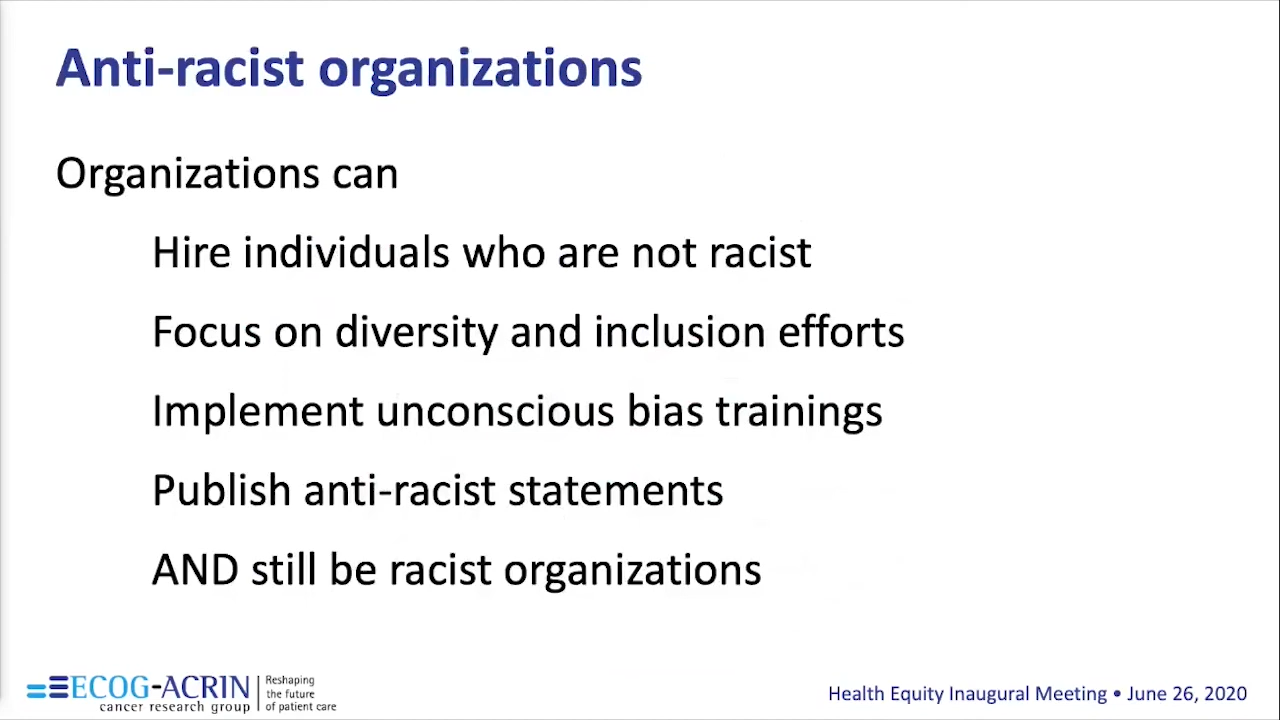 Anti-racist organizations
Organizations can
Hire individuals who are not racist
Focus on diversity and inclusion efforts
Implement unconscious bias trainings
Publish anti-racist statements
AND still be racist organizations
ECOG-ACRIN
cancer research group
Reshaping
the future
of patient care
Health Equity Inaugural Meeting • June 26, 2020